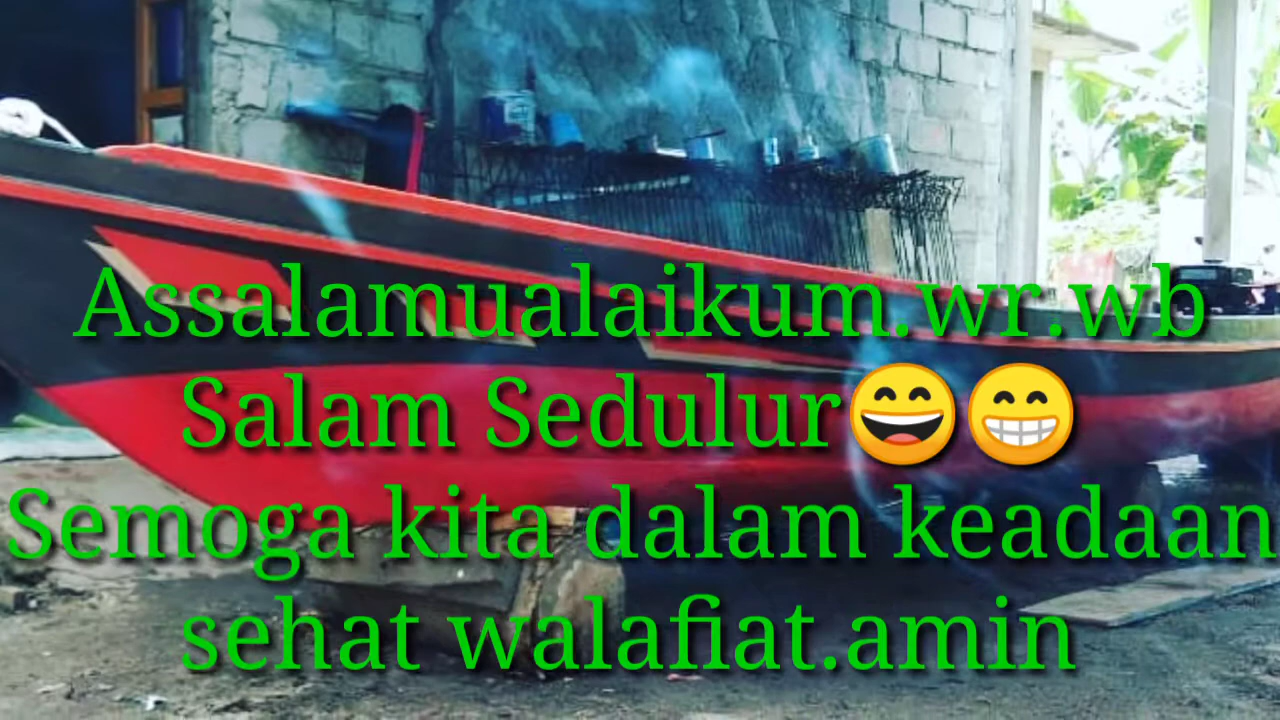 Assalamualaikum.wr.wb
Salam Sedulur😄😁
Semoga kita dalam keadaan
sehat walafiat.amin